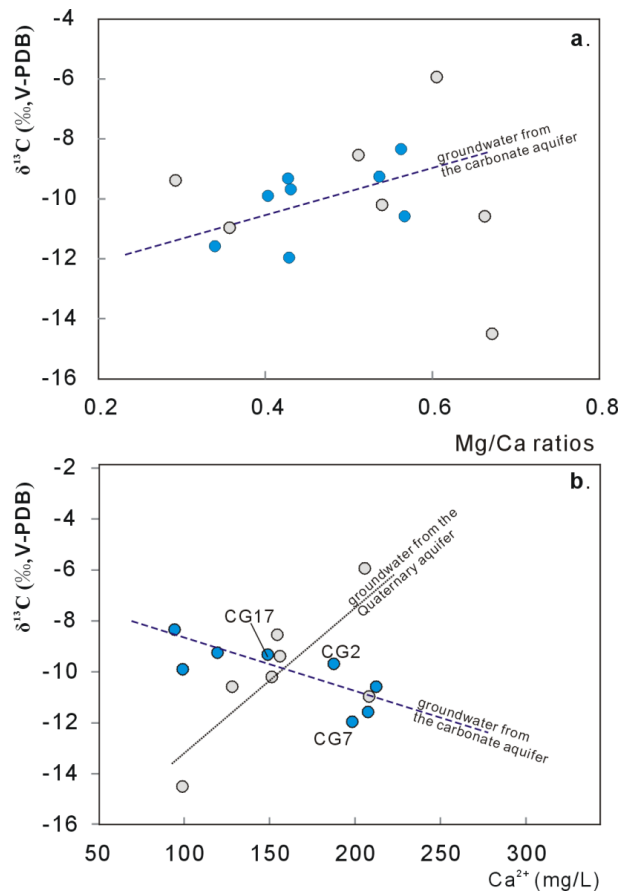 a.
-4
-6
-8
-10
-12
-14
-16
δ¹³C (‰,V-PDB)
groundwater from
the carbonate aquifer
0.2
0.4
0.6
0.8
Mg/Ca ratios
b.
-2
-4
-6
-8
-10
-12
-14
-16
δ¹³C (‰,V-PDB)
groundwater from the
Quaternary aquifer
CG17
CG2
CG7
groundwater from
the carbonate aquifer
50
100
150
200
250
300
Ca²⁺ (mg/L)